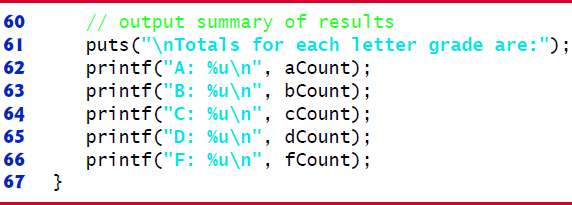 60 // output summary of results
61 puts("\nTotals for each letter grade are:");
62 printf("A: %u\n", aCount);
63 printf("B: %u\n", bCount);
64 printf("C: %u\n", cCount);
65 printf("D: %u\n", dCount);
66 printf("F: %u\n", fCount);
67 }